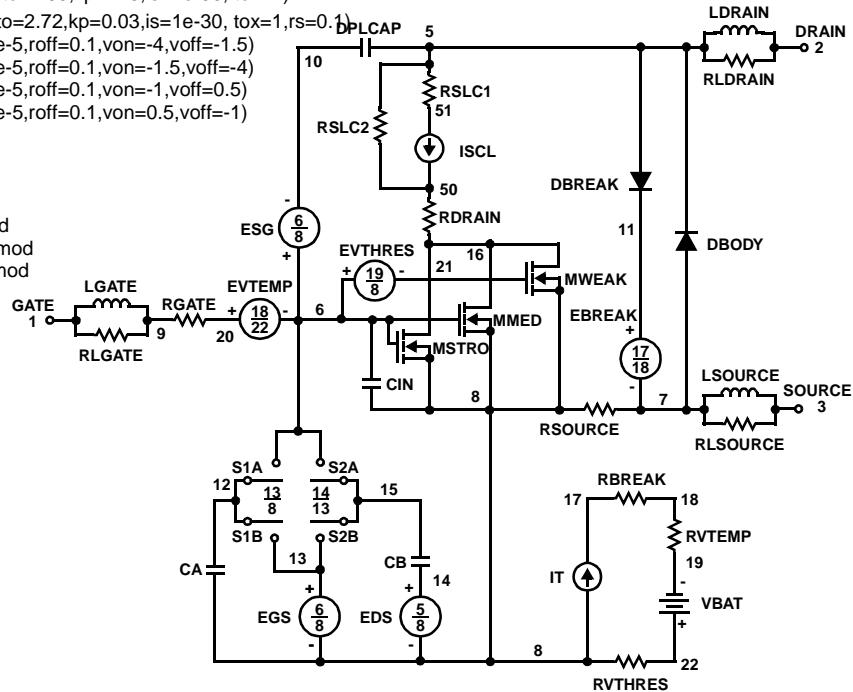 to=2.72,kp=0.03,is=1e-30, tox=1,rs=0.1)
e-5,roff=0.1,von=-4,voff=-1.5)
e-5,roff=0.1,von=-1.5,voff=-4)
e-5,roff=0.1,von=-1,voff=0.5)
e-5,roff=0.1,von=0.5,voff=-1)
d
mod
mod
DPLCAP
5
10
LDRAIN
DRAIN
2
RLDRAIN
RSLC1
51
RSLC2
ISCL
50
RDRAIN
DBREAK
11
DBODY
-
ESG
6
8
+
EVTHRES
+
19
8
-
21
16
MWEAK
LGATE
GATE
1
RLGATE
9
RGATE
20
EVTEMP
+
18
22
-
6
MMED
MSTRO
EBREAK
+
17
18
-
CIN
8
RSOURCE
7
LSOURCE
SOURCE
3
RLSOURCE
S1A
S2A
12
13
8
14
13
15
S1B
S2B
13
CA
CB
14
+
EGS
6
8
-
+
EDS
5
8
-
8
RBREAK
17
18
RVTEMP
19
IT
-
VBAT
+
22
RVTHRES